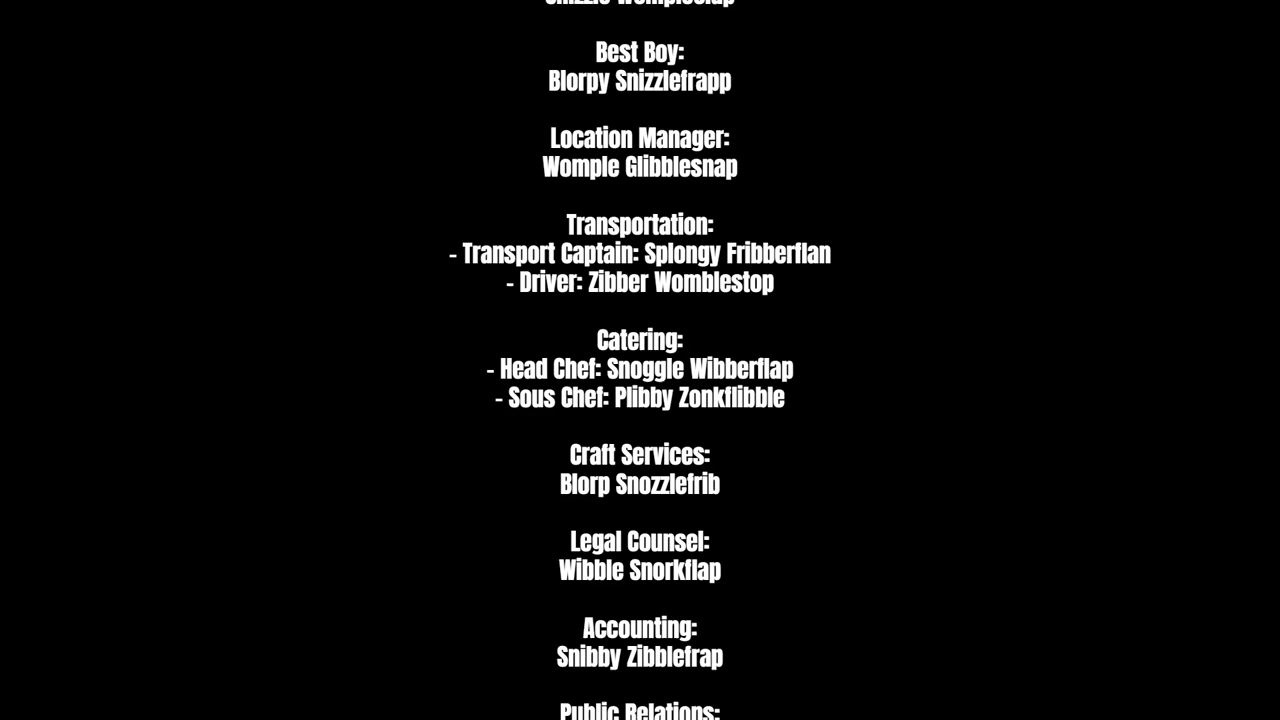 Best Boy:
Blorpy Snizzlefrapp
Location Manager:
Womple Glibblesnap
Transportation:
- Transport Captain: Splongy Fribberflan
- Driver: Zibber Womblestop
Catering:
- Head Chef: Snoggle Wibberflap
- Sous Chef: Plibby Zonkflibble
Craft Services:
Blorp Snozzlefrib
Legal Counsel:
Wibble Snorkflap
Accounting:
Snibby Zibblefrap
Public Relations: